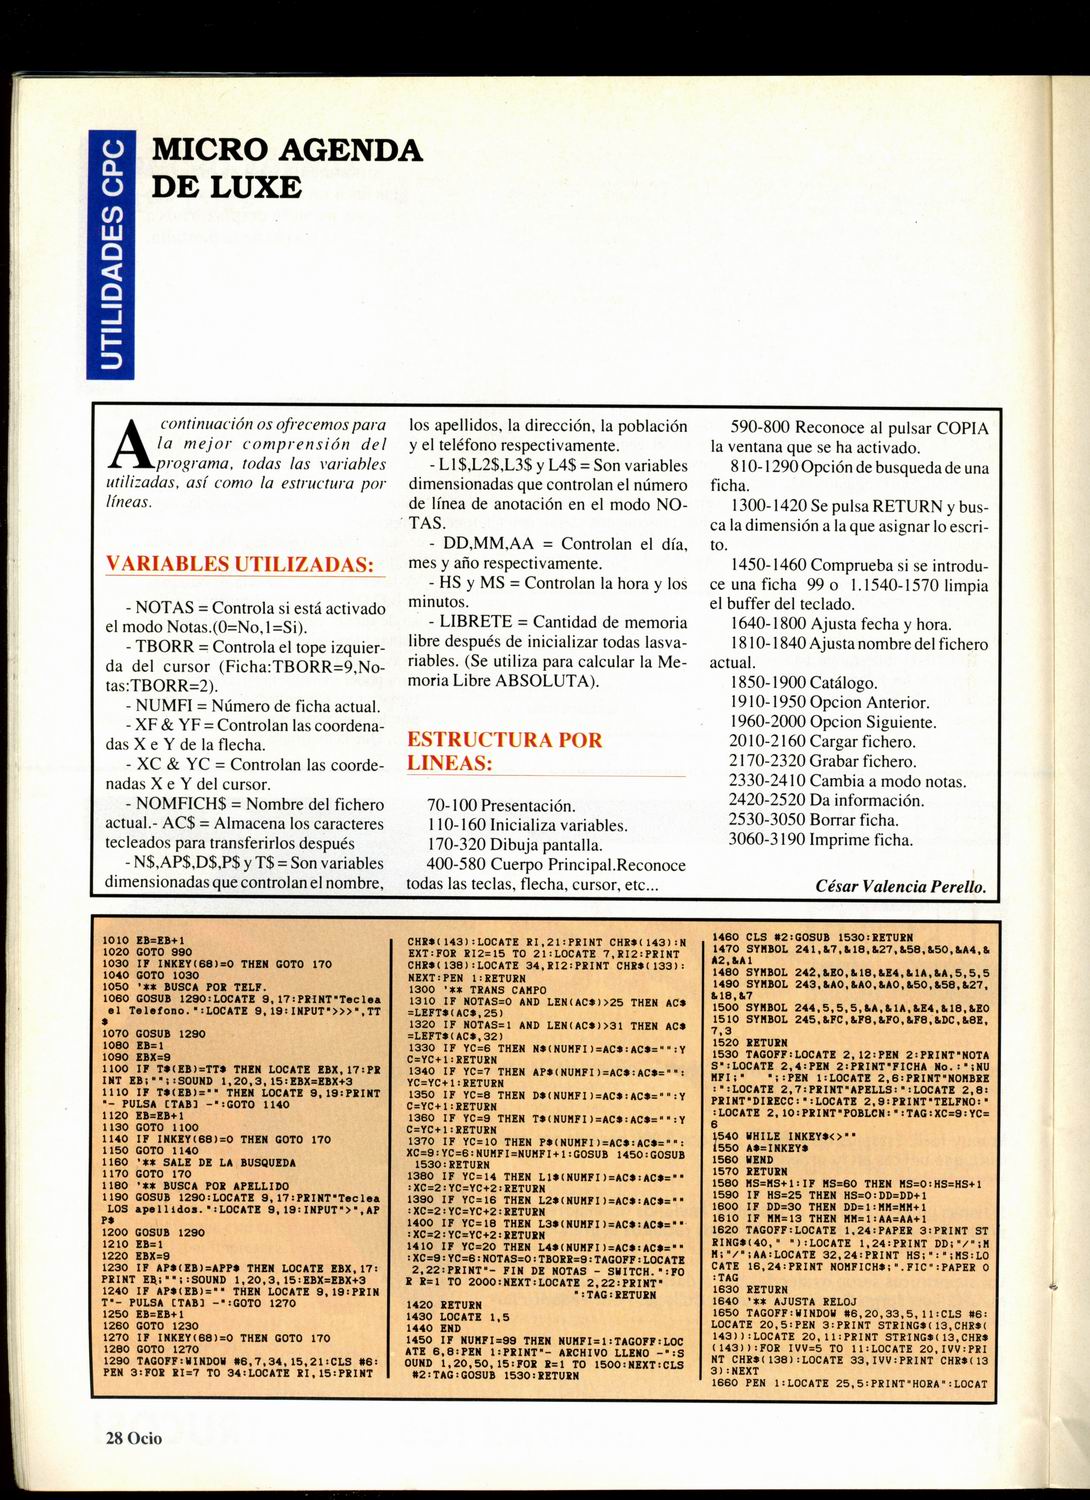 UTILIDADES CPC
MICRO AGENDA
DE LUXE
A continuación os ofrecemos para
la mejor comprensión del
programa, todas las variables
utilizadas, así como la estructura por
líneas.
VARIABLES UTILIZADAS:
- NOTAS = Controla si está activado
el modo Notas.(0=No,1=Si).
- TBORR = Controla el tope izquier-
da del cursor (Ficha:TBORR=9,No-
tas:TBORR=2).
- NUMFI = Número de ficha actual.
- XF & YF = Controlan las coordena-
das X e Y de la flecha.
- XC & YC = Controlan las coorde-
nadas X e Y del cursor.
- NOMFICH$ = Nombre del fichero
actual.- AC$ = Almacena los caracteres
tecleados para transferirlos después
- N$,AP$,D$,P$ y T$ = Son variables
dimensionadas que controlan el nombre,
los apellidos, la dirección, la población
y el teléfono respectivamente.
- L1$,L2$,L3$ y L4$ = Son variables
dimensionadas que controlan el número
de línea de anotación en el modo NO-
TAS.
- DD,MM,AA = Controlan el día,
mes y año respectivamente.
- HS y MS = Controlan la hora y los
minutos.
- LIBRETE = Cantidad de memoria
libre después de inicializar todas lasva-
riables. (Se utiliza para calcular la Me-
moria Libre ABSOLUTA).
ESTRUCTURA POR
LINEAS:
70-100 Presentación.
110-160 Inicializa variables.
170-320 Dibuja pantalla.
400-580 Cuerpo Principal.Reconoce
todas las teclas, flecha, cursor, etc...
590-800 Reconoce al pulsar COPIA
la ventana que se ha activado.
810-1290 Opción de busqueda de una
ficha.
1300-1420 Se pulsa RETURN y bus-
ca la dimensión a la que asignar lo escri-
to.
1450-1460 Comprueba si se introdu-
ce una ficha 99 o 1.1540-1570 limpia
el buffer del teclado.
1640-1800 Ajusta fecha y hora.
1810-1840 Ajusta nombre del fichero
actual.
1850-1900 Catálogo.
1910-1950 Opcion Anterior.
1960-2000 Opcion Siguiente.
2010-2160 Cargar fichero.
2170-2320 Grabar fichero.
2330-2410 Cambia a modo notas.
2420-2520 Da información.
2530-3050 Borrar ficha.
3060-3190 Imprime ficha.
César Valencia Perello.
1010 EB=EB+1
1020 GOTO 990
1030 IF INKEY(68)=0 THEN GOTO 170
1040 GOTO 1030
1050 '** BUSCA POR TELF.
1060 GOSUB 1290:LOCATE 9,17:PRINT"Teclea
 el Telefono.":LOCATE 9,19:INPUT">>>",TT
$
1070 GOSUB 1290
1080 EB=1
1090 EBX=9
1100 IF T$(EB)=TT$ THEN LOCATE EBX,17:PR
INT EB;"";:SOUND 1,20,3,15:EBX=EBX+3
1110 IF T$(EB)="" THEN LOCATE 9,19:PRINT
"- PULSA [TAB] -":GOTO 1140
1120 EB=EB+1
1130 GOTO 1100
1140 IF INKEY(68)=0 THEN GOTO 170
1150 GOTO 1140
1160 '** SALE DE LA BUSQUEDA
1170 GOTO 170
1180 '** BUSCA POR APELLIDO
1190 GOSUB 1290:LOCATE 9,17:PRINT"Teclea
 LOS apellidos.":LOCATE 9,19:INPUT">",AP
P$
1200 GOSUB 1290
1210 EB=1
1220 EBX=9
1230 IF AP$(EB)=APP$ THEN LOCATE EBX,17:
PRINT EB;"";:SOUND 1,20,3,15:EBX=EBX+3
1240 IF AP$(EB)="" THEN LOCATE 9,19:PRIN
T"- PULSA [TAB] -":GOTO 1270
1250 EB=EB+1
1260 GOTO 1230
1270 IF INKEY(68)=0 THEN GOTO 170
1280 GOTO 1270
1290 TAGOFF:WINDOW #6,7,34,15,21:CLS #6:
PEN 3:FOR RI=7 TO 34:LOCATE RI,15:PRINT
CHR$(143):LOCATE RI,21:PRINT CHR$(143):N
EXT:FOR RI2=15 TO 21:LOCATE 7,RI2:PRINT
CHR$(138):LOCATE 34,RI2:PRINT CHR$(133):
NEXT:PEN 1:RETURN
1300 '** TRANS CAMPO
1310 IF NOTAS=0 AND LEN(AC$)>25 THEN AC$
=LEFT$(AC$,25)
1320 IF NOTAS=1 AND LEN(AC$)>31 THEN AC$
=LEFT$(AC$,32)
1330 IF YC=6 THEN N$(NUMFI)=AC$:AC$="":Y
C=YC+1:RETURN
1340 IF YC=7 THEN AP$(NUMFI)=AC$:AC$="":
YC=YC+1:RETURN
1350 IF YC=8 THEN D$(NUMFI)=AC$:AC$="":Y
C=YC+1:RETURN
1360 IF YC=9 THEN T$(NUMFI)=AC$:AC$="":Y
C=YC+1:RETURN
1370 IF YC=10 THEN P$(NUMFI)=AC$:AC$="":
XC=9:YC=6:NUMFI=NUMFI+1:GOSUB 1450:GOSUB
 1530:RETURN
1380 IF YC=14 THEN L1$(NUMFI)=AC$:AC$=""
:XC=2:YC=YC+2:RETURN
1390 IF YC=16 THEN L2$(NUMFI)=AC$:AC$=""
:XC=2:YC=YC+2:RETURN
1400 IF YC=18 THEN L3$(NUMFI)=AC$:AC$=""
:XC=2:YC=YC+2:RETURN
1410 IF YC=20 THEN L4$(NUMFI)=AC$:AC$=""
:XC=9:YC=6:NOTAS=0:TBORR=9:TAGOFF:LOCATE
 2,22:PRINT"- FIN DE NOTAS - SWITCH.":FO
R R=1 TO 2000:NEXT:LOCATE 2,22:PRINT"
":TAG:RETURN
1420 RETURN
1430 LOCATE 1,5
1440 END
1450 IF NUMFI=99 THEN NUMFI=1:TAGOFF:LOC
ATE 6,8:PEN 1:PRINT"- ARCHIVO LLENO -":S
OUND 1,20,50,15:FOR R=1 TO 1500:NEXT:CLS
 #2:TAG:GOSUB 1530:RETURN
1460 CLS #2:GOSUB 1530:RETURN
1470 SYMBOL 241,&7,&18,&27,&58,&50,&A4,&
A2,&A1
1480 SYMBOL 242,&E0,&18,&E4,&1A,&A,5,5,5
1490 SYMBOL 243,&A0,&A0,&A0,&50,&58,&27,
&18,&7
1500 SYMBOL 244,5,5,5,&A,&1A,&E4,&18,&E0
1510 SYMBOL 245,&FC,&F8,&F0,&F8,&DC,&8E,
7,3
1520 RETURN
1530 TAGOFF:LOCATE 2,12:PEN 2:PRINT"NOTA
S":LOCATE 2,4:PEN 2:PRINT"FICHA No.:";NU
MFI;"   ";:PEN 1:LOCATE 2,6:PRINT"NOMBRE
:":LOCATE 2,7:PRINT"APELLS:":LOCATE 2,8:
PRINT"DIRECC:":LOCATE 2,9:PRINT"TELFNO:"
:LOCATE 2,10:PRINT"POBLCN:":TAG:XC=9:YC=
6
1540 WHILE INKEY$<>""
1550 A$=INKEY$
1560 WEND
1570 RETURN
1580 MS=MS+1:IF MS=60 THEN MS=0:HS=HS+1
1590 IF HS=25 THEN HS=0:DD=DD+1
1600 IF DD=30 THEN DD=1:MM=MM+1
1610 IF MM=13 THEN MM=1:AA=AA+1
1620 TAGOFF:LOCATE 1,24:PAPER 3:PRINT ST
RING$(40," "):LOCATE 1,24:PRINT DD;"/";M
M;"/";AA:LOCATE 32,24:PRINT HS;":";MS:LO
CATE 16,24:PRINT NOMFICH$;".FIC":PAPER 0
:TAG
1630 RETURN
1640 '** AJUSTA RELOJ
1650 TAGOFF:WINDOW #6,20,33,5,11:CLS #6:
LOCATE 20,5:PEN 3:PRINT STRING$(13,CHR$(
143)):LOCATE 20,11:PRINT STRING$(13,CHR$
(143)):FOR IVV=5 TO 11:LOCATE 20,IVV:PRI
NT CHR$(138):LOCATE 33,IVV:PRINT CHR$(13
3):NEXT
1660 PEN 1:LOCATE 25,5:PRINT"HORA":LOCAT
28 Ocio